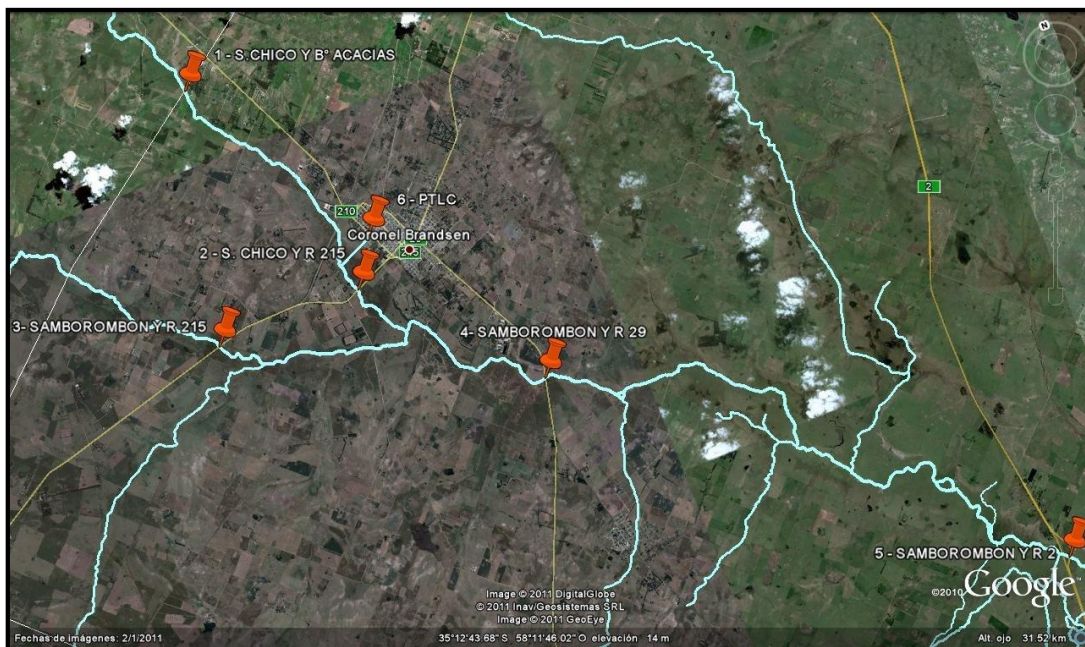 N
1 - S.CHICO Y B° ACACIAS
2
6 - PTLC
210
Coronel Brandsen
2 - S. CHICO Y R 215
215
3- SAMBOROMBON Y R 215
4- SAMBOROMBON Y R 29
5 - SAMBOROMBON Y R 2
©2010 Google
Image © 2011 DigitalGlobe
© 2011 Inav/Geosistemas SRL
Image © 2011 GeoEye
Fechas de imágenes: 2/1/2011
35°12'43.68" S 58°11'46.02" O elevación 14 m
Alt. ojo 31.52 km